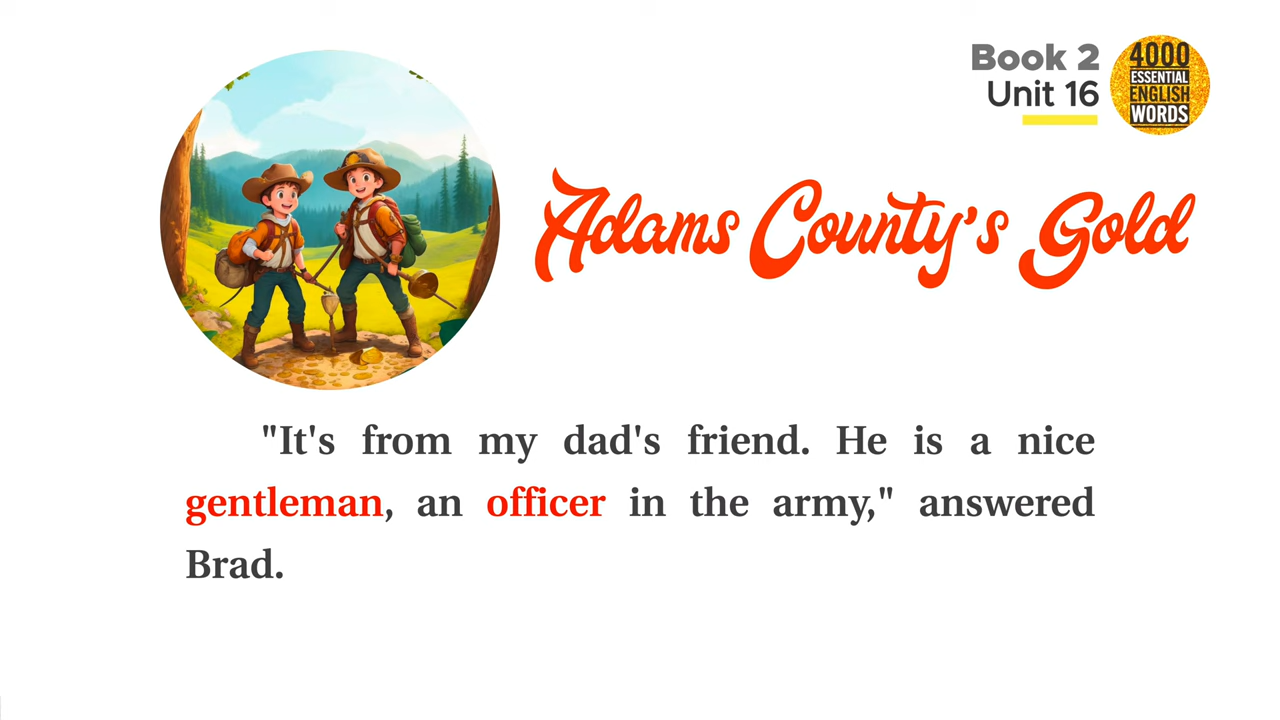 Book 2
Unit 16
4000
ESSENTIAL
ENGLISH
WORDS
Adams County's Gold
"It's from my dad's friend. He is a nice
gentleman, an officer in the army," answered
Brad.